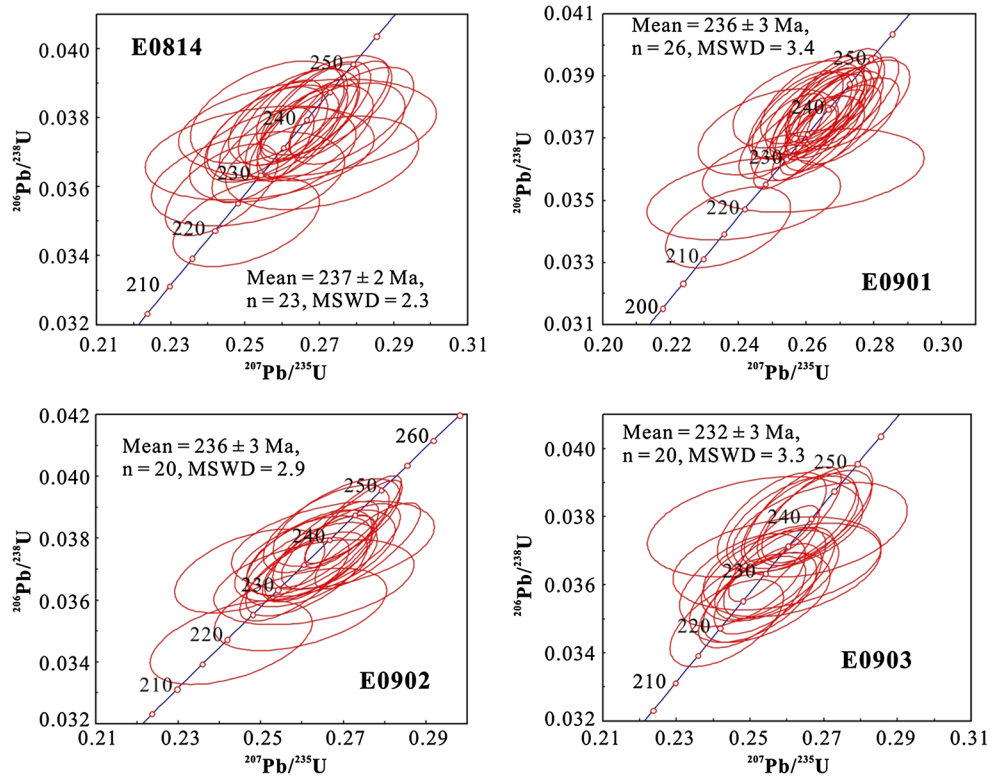 E0814
0.040
0.038
0.036
0.034
0.032
²⁰⁶Pb/²³⁸U
250
240
230
220
210
Mean = 237 ± 2 Ma,
n = 23, MSWD = 2.3
0.21 0.23 0.25 0.27 0.29 0.31
²⁰⁷Pb/²³⁵U
Mean = 236 ± 3 Ma,
n = 26, MSWD = 3.4
0.041
0.039
0.037
0.035
0.033
0.031
²⁰⁶Pb/²³⁸U
250
240
230
220
210
200
E0901
0.20 0.22 0.24 0.26 0.28 0.30
²⁰⁷Pb/²³⁵U
0.042
0.040
0.038
0.036
0.034
0.032
²⁰⁶Pb/²³⁸U
Mean = 236 ± 3 Ma,
n = 20, MSWD = 2.9
260
250
240
230
220
210
E0902
0.21 0.23 0.25 0.27 0.29
²⁰⁷Pb/²³⁵U
Mean = 232 ± 3 Ma,
n = 20, MSWD = 3.3
0.040
0.038
0.036
0.034
0.032
²⁰⁶Pb/²³⁸U
250
240
230
220
210
E0903
0.21 0.23 0.25 0.27 0.29 0.31
²⁰⁷Pb/²³⁵U